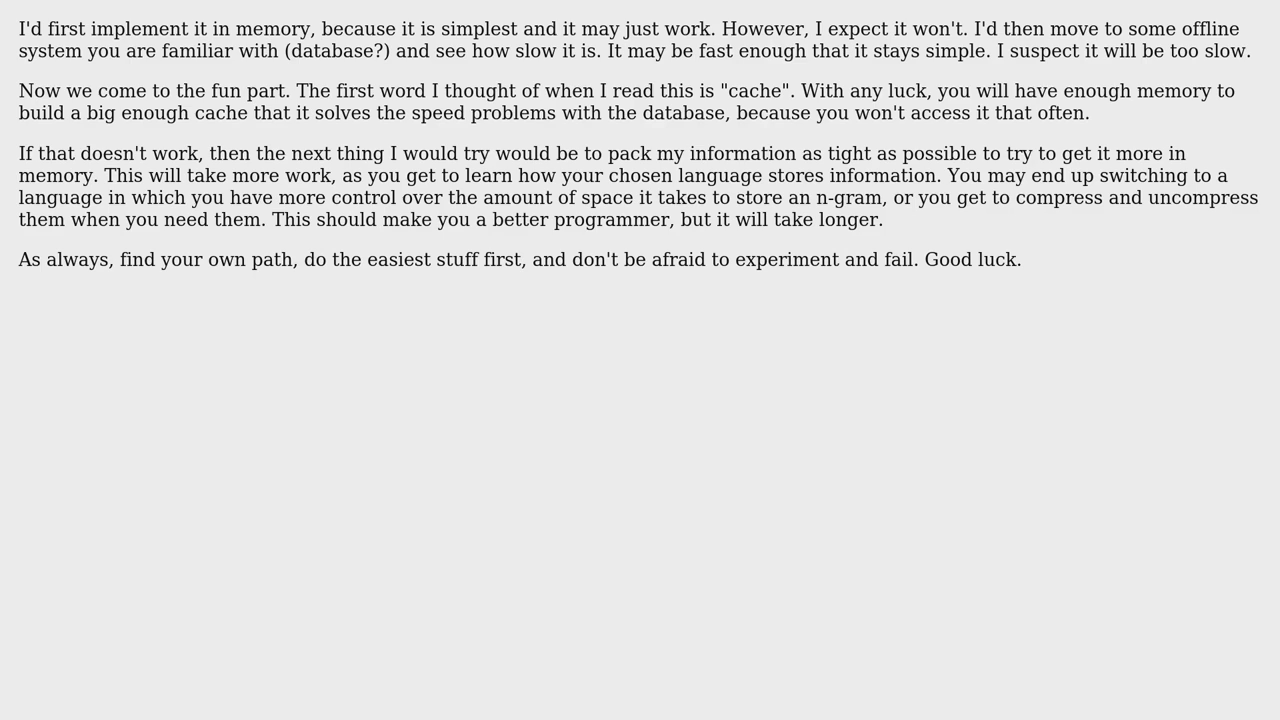 I'd first implement it in memory, because it is simplest and it may just work. However, I expect it won't. I'd then move to some offline
system you are familiar with (database?) and see how slow it is. It may be fast enough that it stays simple. I suspect it will be too slow.
Now we come to the fun part. The first word I thought of when I read this is "cache". With any luck, you will have enough memory to
build a big enough cache that it solves the speed problems with the database, because you won't access it that often.
If that doesn't work, then the next thing I would try would be to pack my information as tight as possible to try to get it more in
memory. This will take more work, as you get to learn how your chosen language stores information. You may end up switching to a
language in which you have more control over the amount of space it takes to store an n-gram, or you get to compress and uncompress
them when you need them. This should make you a better programmer, but it will take longer.
As always, find your own path, do the easiest stuff first, and don't be afraid to experiment and fail. Good luck.